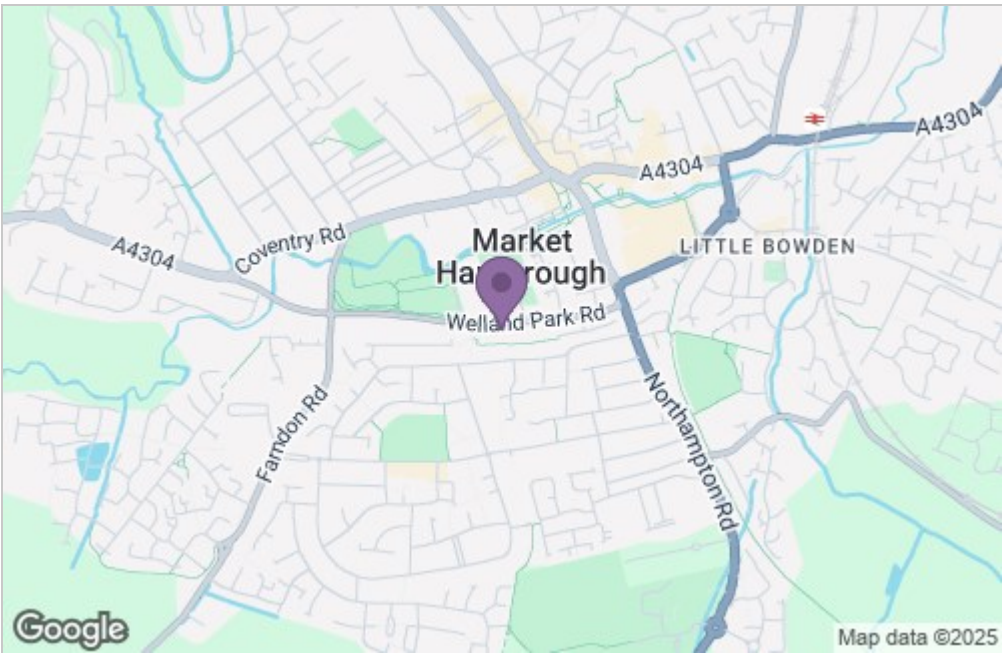 A4304
A4304
Coventry Rd
A4304
Market
LITTLE BOWDEN
Welland Park Rd
Farndon Rd
Northampton Rd
Google
Map data ©2025